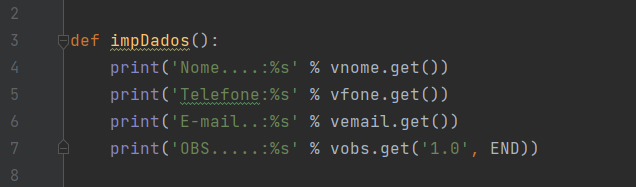 2
3 def impDados():
4 print('Nome....:%s' % vnome.get())
5 print('Telefone:%s' % vfone.get())
6 print('E-mail..:%s' % vemail.get())
7 print('OBS.....:%s' % vobs.get('1.0', END))
8